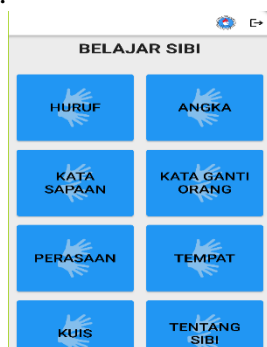 BELAJAR SIBI
HURUF
ANGKA
KATA
SAPAAN
KATA GANTI
ORANG
PERASAAN
TEMPAT
KUIS
TENTANG
SIBI